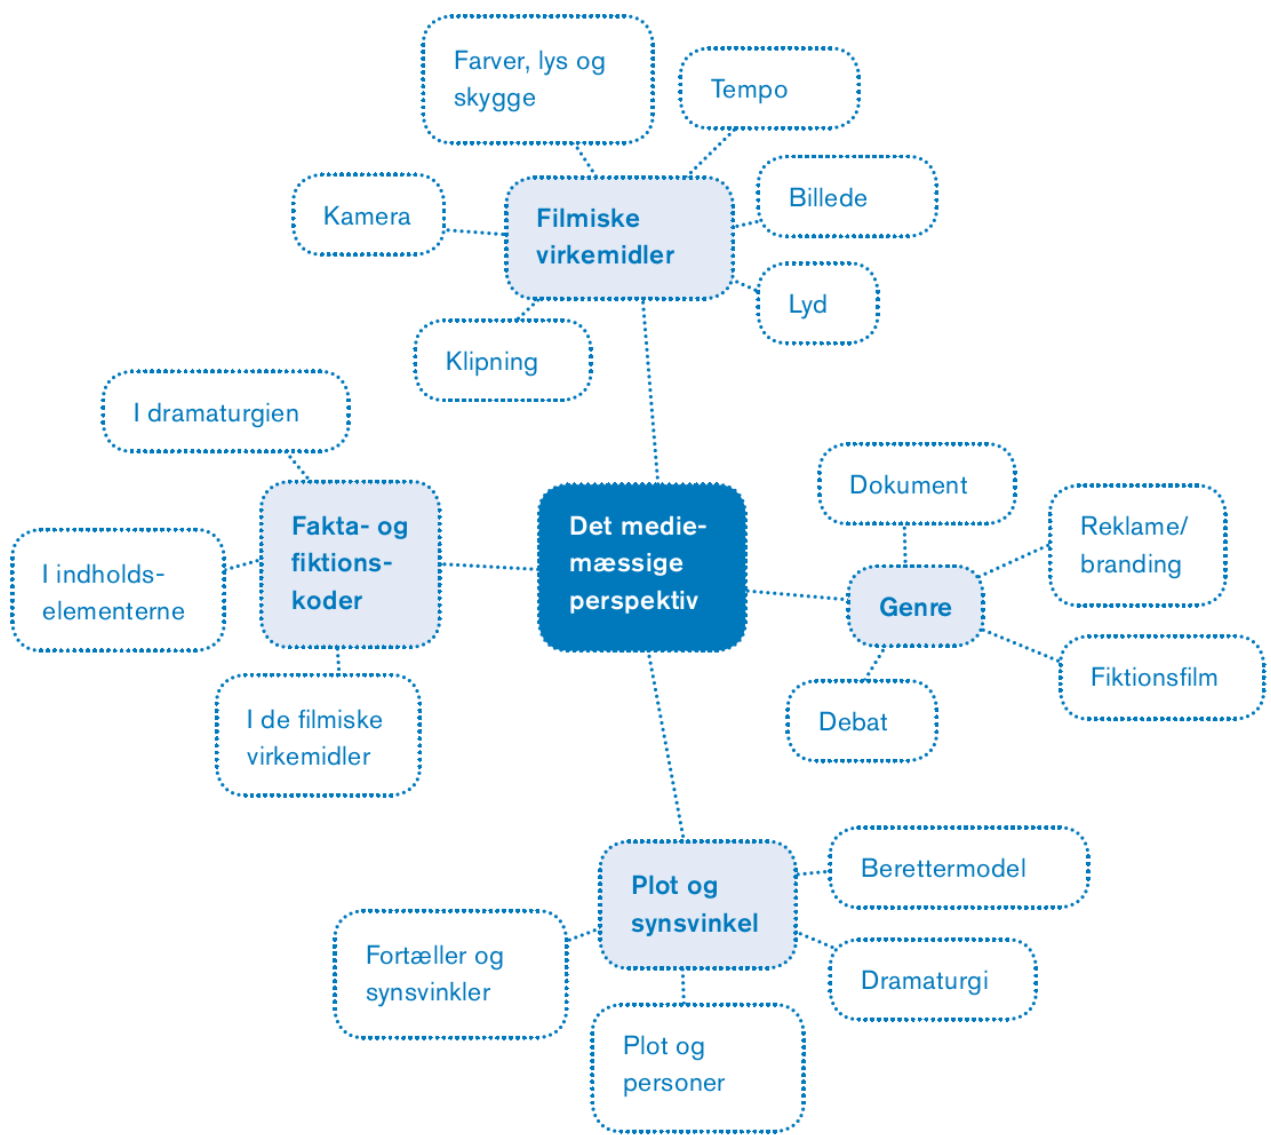 Farver, lys og
skygge
Tempo
Billede
Kamera
Filmiske
virkemidler
Lyd
Klipning
I dramaturgien
Dokument
Reklame/
branding
Fakta- og
fiktions-
koder
Det medie-
mæssige
perspektiv
I indholds-
elementerne
Genre
Fiktionsfilm
I de filmiske
virkemidler
Debat
Berettermodel
Plot og
synsvinkel
Fortæller og
synsvinkler
Dramaturgi
Plot og
personer